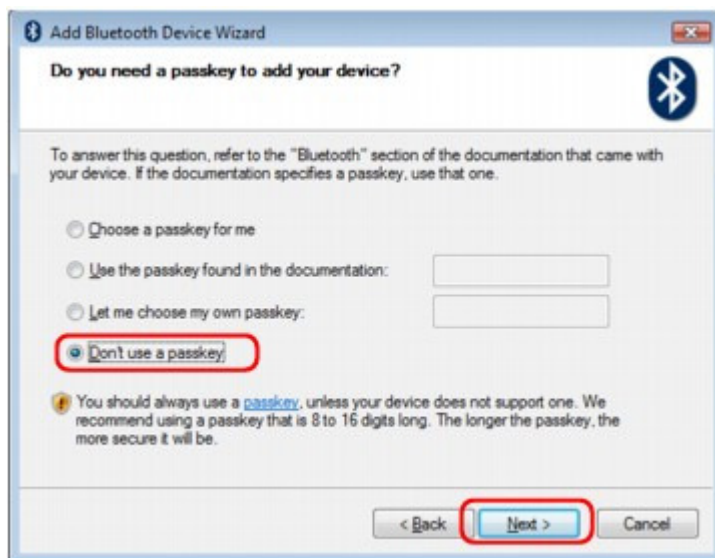 Add Bluetooth Device Wizard
Do you need a passkey to add your device?
To answer this question, refer to the "Bluetooth" section of the documentation that came with
your device. If the documentation specifies a passkey, use that one.
Choose a passkey for me
Use the passkey found in the documentation:
Let me choose my own passkey:
Don't use a passkey
You should always use a passkey, unless your device does not support one. We
recommend using a passkey that is 8 to 16 digits long. The longer the passkey, the
more secure it will be.
< Back Next > Cancel